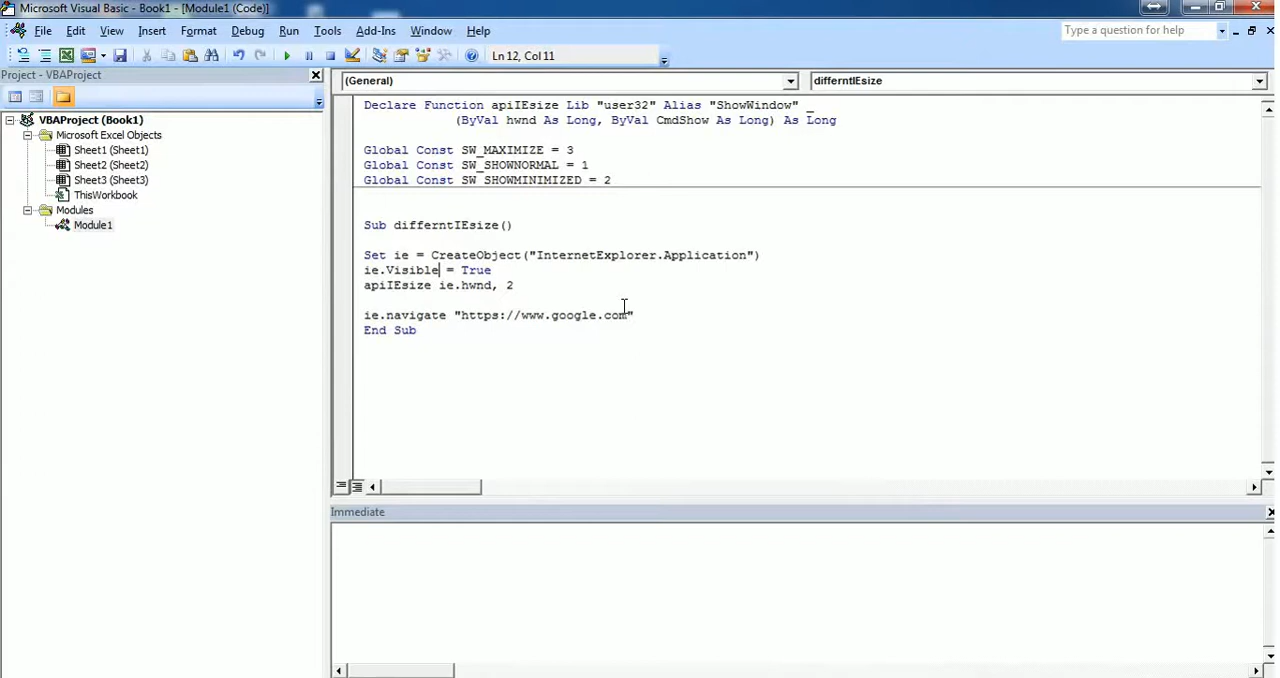 Microsoft Visual Basic - Book1 - [Module1 (Code)]
File Edit View Insert Format Debug Run Tools Add-Ins Window Help
Type a question for help
Ln 12, Col 11
Project - VBAProject
(General)
differntIEsize
VBAProject (Book1)
Microsoft Excel Objects
Sheet1 (Sheet1)
Sheet2 (Sheet2)
Sheet3 (Sheet3)
ThisWorkbook
Modules
Module1
Declare Function apiIEsize Lib "user32" Alias "ShowWindow" _
(ByVal hwnd As Long, ByVal CmdShow As Long) As Long
Global Const SW_MAXIMIZE = 3
Global Const SW_SHOWNORMAL = 1
Global Const SW_SHOWMINIMIZED = 2
Sub differntIEsize()
Set ie = CreateObject("InternetExplorer.Application")
ie.Visible = True
apiIEsize ie.hwnd, 2
ie.navigate "https://www.google.com"
End Sub
Immediate